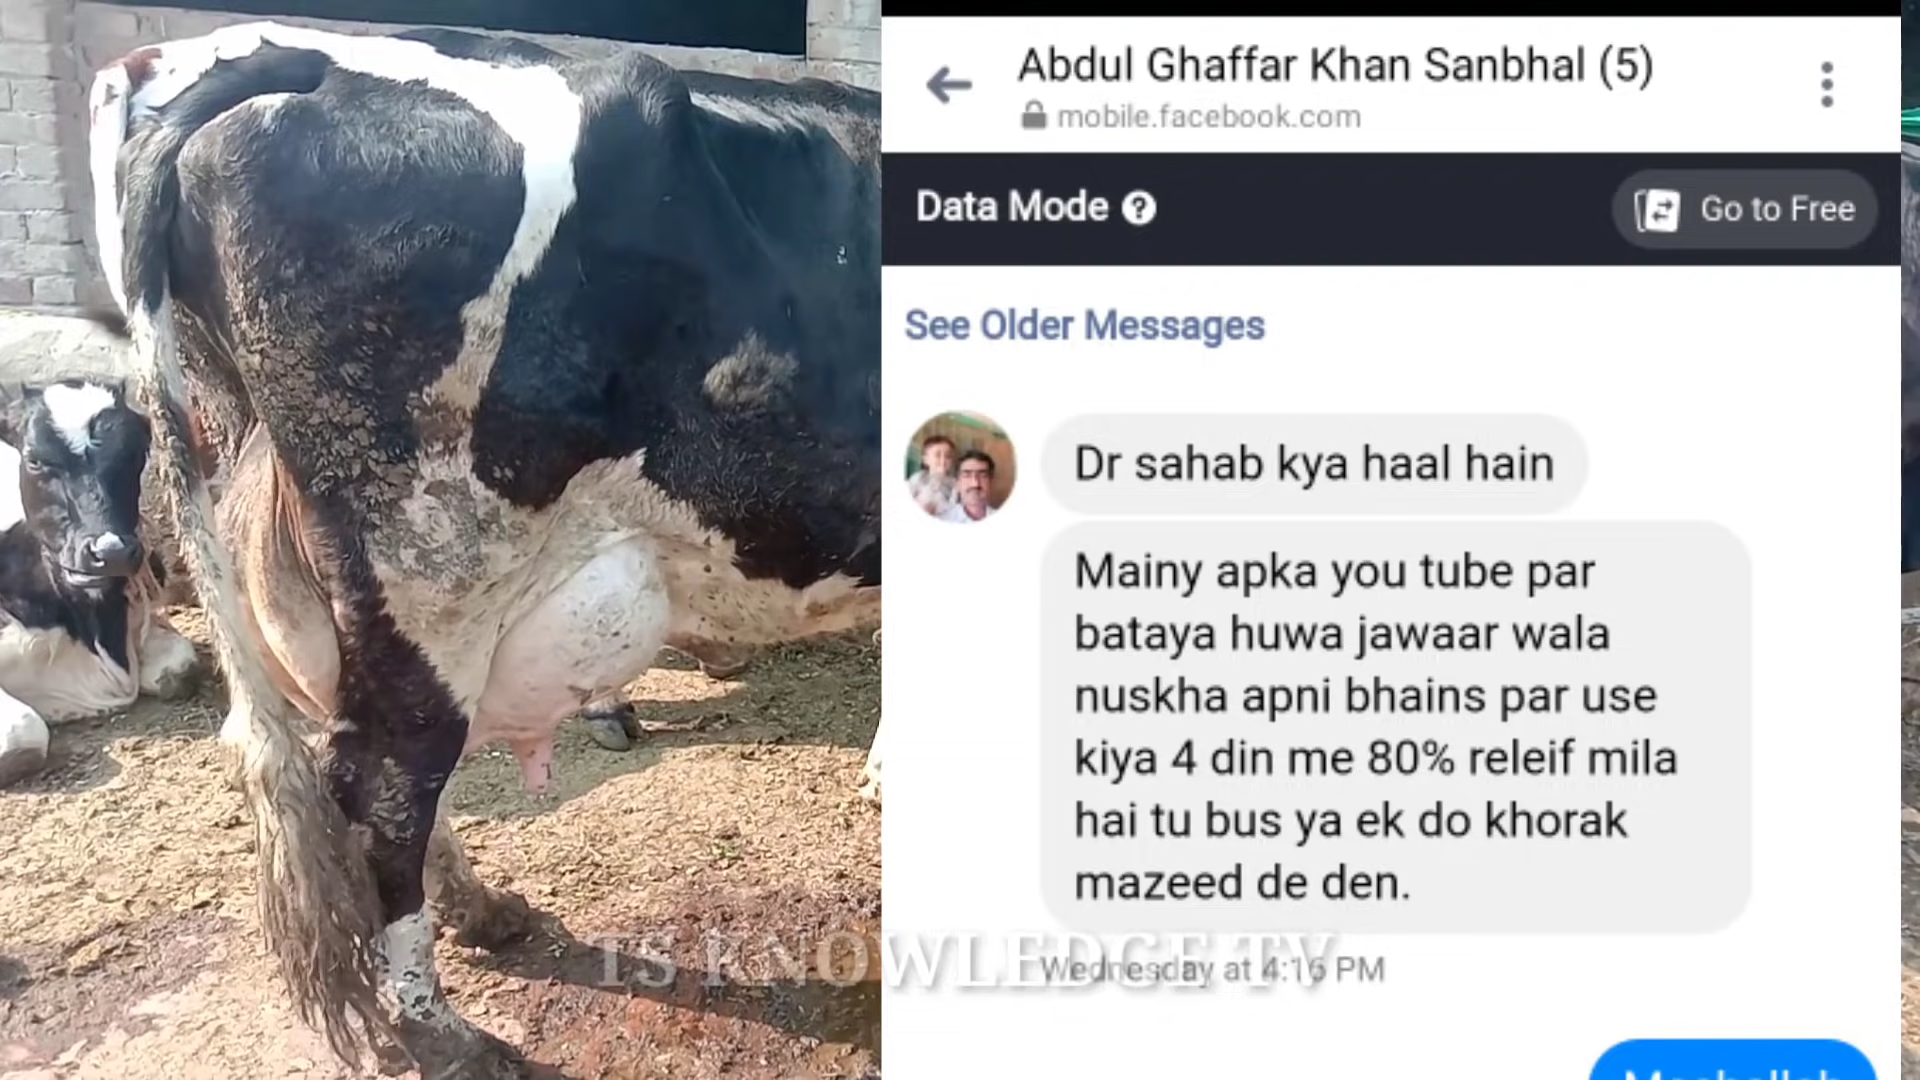 Abdul Ghaffar Khan Sanbhal (5)
mobile.facebook.com
Data Mode
Go to Free
See Older Messages
Dr sahab kya haal hain
Mainy apka you tube par
bataya huwa jawaar wala
nuskha apni bhains par use
kiya 4 din me 80% releif mila
hai tu bus ya ek do khorak
mazeed de den.
TS KNOWLEDGE TV
Wednesday at 4:16 PM